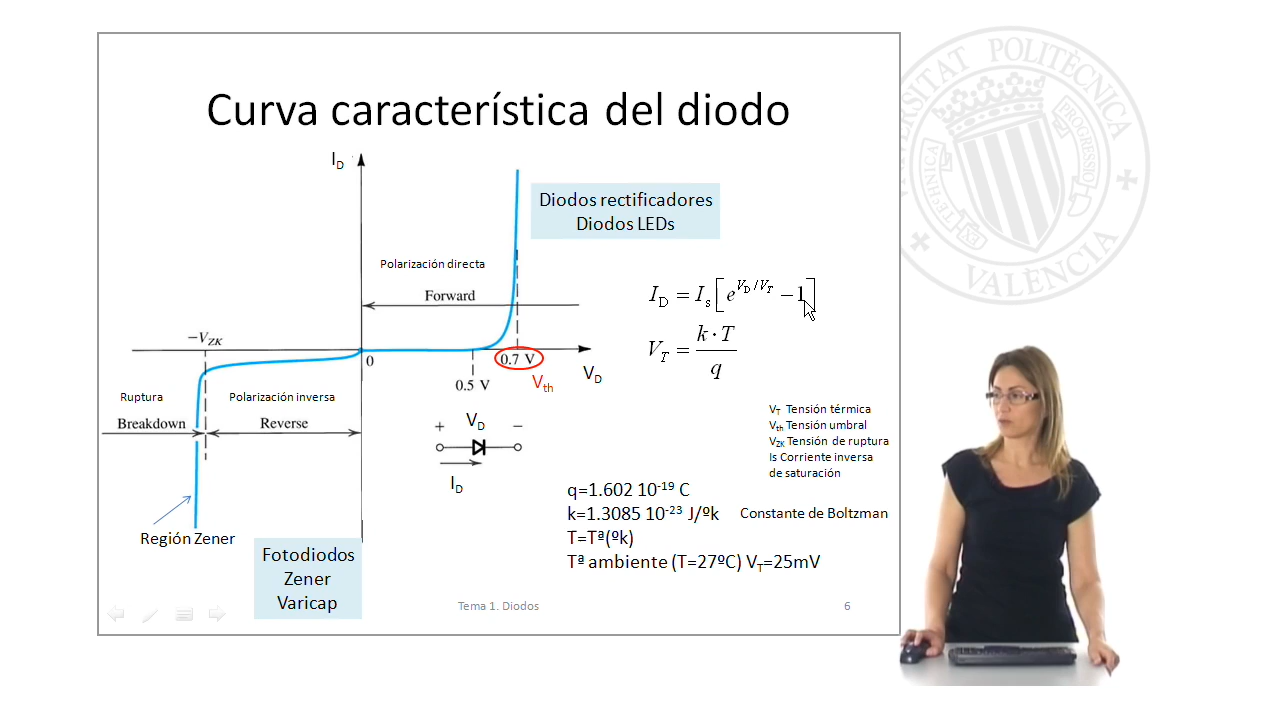 Curva característica del diodo
I_D
Diodos rectificadores
Diodos LEDs
Polarización directa
Forward
I_D = I_s [e^{V_D/V_T} − 1]
−V_ZK
V_T = k·T / q
0
0.7 V
V_D
0.5 V
V_th
Ruptura
Polarización inversa
Breakdown
Reverse
+ V_D −
I_D
V_T Tensión térmica
V_th Tensión umbral
V_ZK Tensión de ruptura
Is Corriente inversa
de saturación
q=1.602 10^-19 C
k=1.3085 10^-23 J/ºk Constante de Boltzman
T=Tª(ºk)
Tª ambiente (T=27ºC) V_T=25mV
Región Zener
Fotodiodos
Zener
Varicap
Tema 1. Diodos
6
UNIVERSITAT POLITÈCNICA
VALÈNCIA